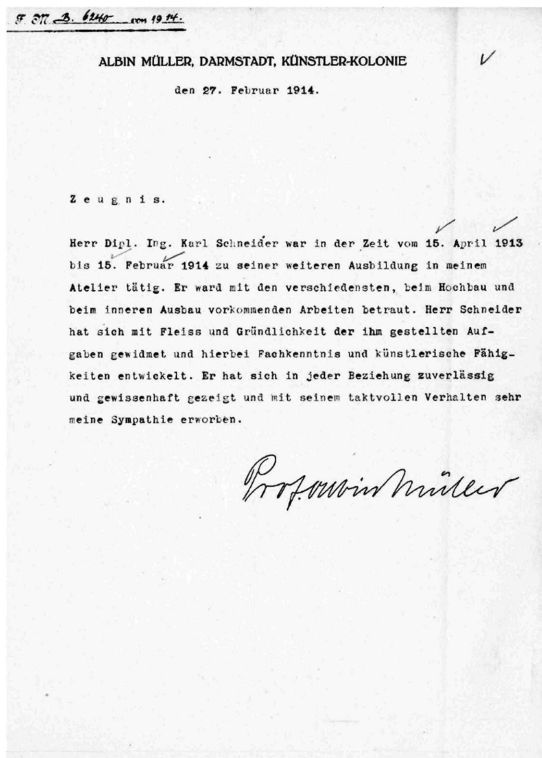 F M B. 6240 von 1914.
ALBIN MÜLLER, DARMSTADT, KÜNSTLER-KOLONIE
den 27. Februar 1914.
Zeugnis.
Herr Dipl. Ing. Karl Schneider war in der Zeit vom 15. April 1913
bis 15. Februar 1914 zu seiner weiteren Ausbildung in meinem
Atelier tätig. Er ward mit den verschiedensten, beim Hochbau und
beim inneren Ausbau vorkommenden Arbeiten betraut. Herr Schneider
hat sich mit Fleiss und Gründlichkeit der ihm gestellten Auf-
gaben gewidmet und hierbei Fachkenntnis und künstlerische Fähig-
keiten entwickelt. Er hat sich in jeder Beziehung zuverlässig
und gewissenhaft gezeigt und mit seinem taktvollen Verhalten sehr
meine Sympathie erworben.
Prof. Albin Müller